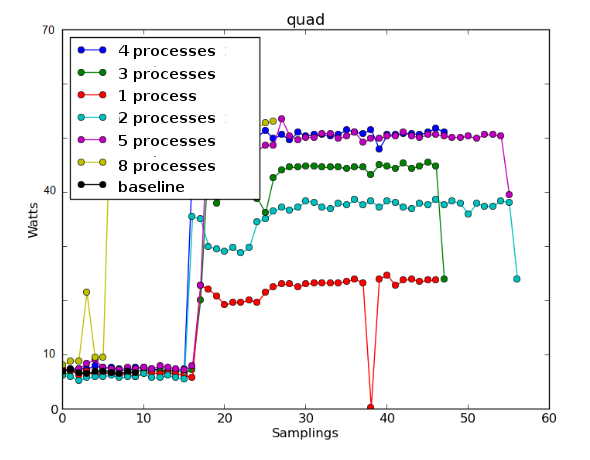 quad
70
4 processes
3 processes
1 process
2 processes
5 processes
8 processes
baseline
40
Watts
10
0
0 10 20 30 40 50 60
Samplings